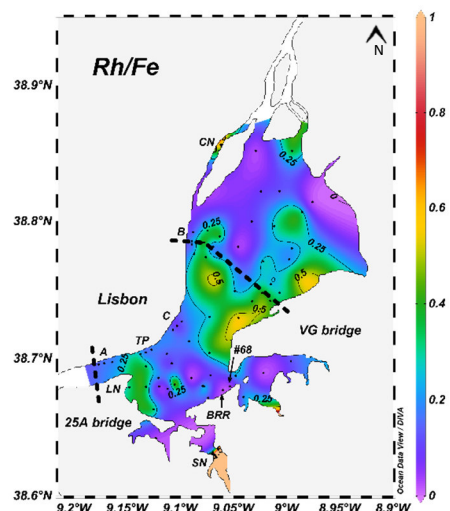 Rh/Fe
N
38.9°N
CN
0.25
0.25
0
38.8°N
B
0.25
0.25
0.5
Lisbon
0.5
C
VG bridge
38.7°N
TP
#68
A
0.25
LN
0.25
0.25
25A bridge
BRR
SN
38.6°N
9.2°W
9.15°W
9.1°W
9.05°W
9°W
8.95°W
8.9°W
1
0.8
0.6
0.4
0.2
0
Ocean Data View / DIVA